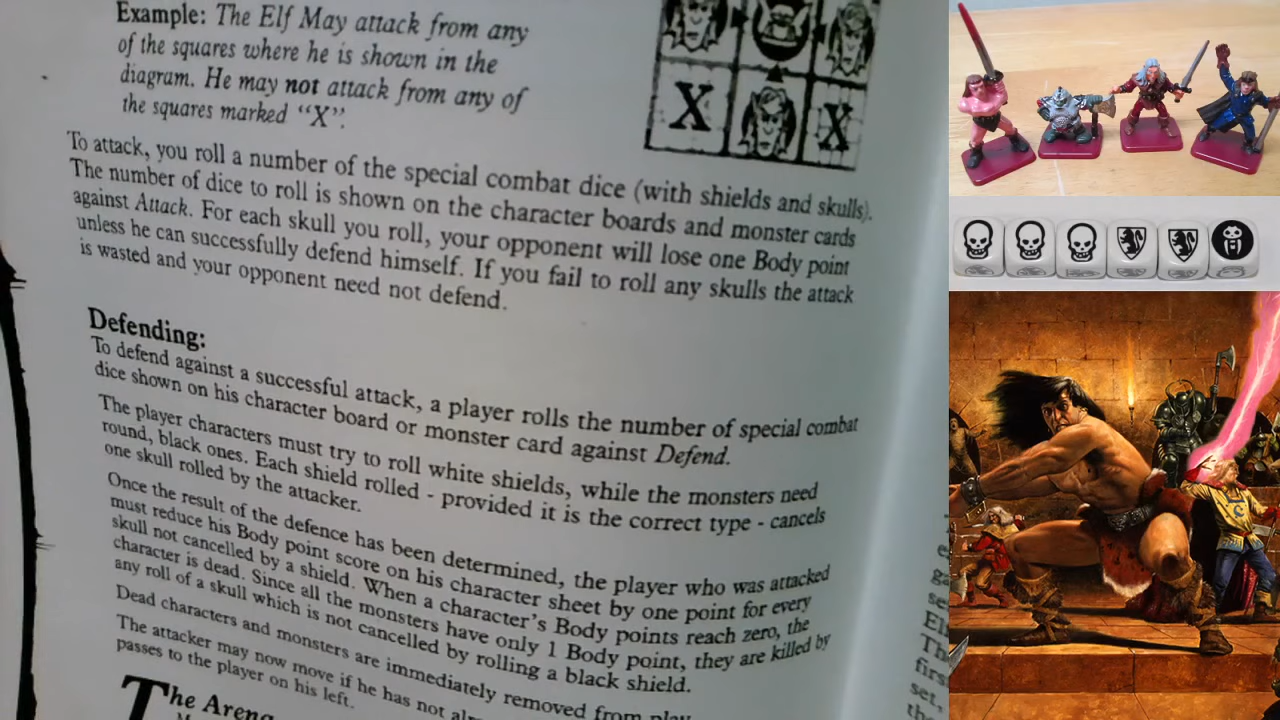 Example: The Elf May attack from any
of the squares where he is shown in the
diagram. He may not attack from any of
the squares marked “X”.
X
X
To attack, you roll a number of the special combat dice (with shields and skulls).
The number of dice to roll is shown on the character boards and monster cards
against Attack. For each skull you roll, your opponent will lose one Body point
unless he can successfully defend himself. If you fail to roll any skulls the attack
is wasted and your opponent need not defend.
Defending:
To defend against a successful attack, a player rolls the number of special combat
dice shown on his character board or monster card against Defend.
The player characters must try to roll white shields, while the monsters need
round, black ones. Each shield rolled - provided it is the correct type - cancels
one skull rolled by the attacker.
Once the result of the defence has been determined, the player who was attacked
must reduce his Body point score on his character sheet by one point for every
skull not cancelled by a shield. When a character's Body points reach zero, the
character is dead. Since all the monsters have only 1 Body point, they are killed by
any roll of a skull which is not cancelled by rolling a black shield.
Dead characters and monsters are immediately removed from play.
The attacker may now move if he has not
passes to the player on his left.
The Arena